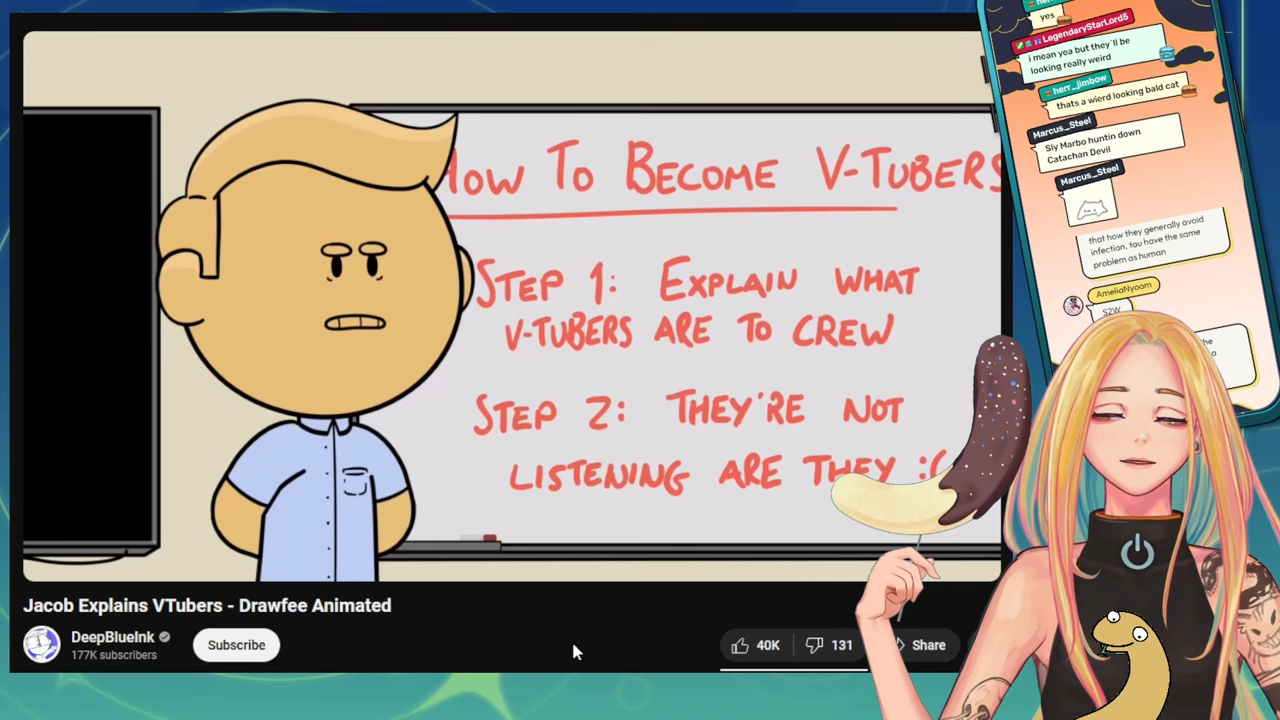 HOW TO BECOME V-TUBERS
STEP 1: EXPLAIN WHAT
V-TUBERS ARE TO CREW
STEP 2: THEY'RE NOT
LISTENING ARE THEY :(
Jacob Explains VTubers - Drawfee Animated
DeepBlueInk
177K subscribers
Subscribe
40K
131
Share
yes
LegendaryStarLord5
i mean yea but they'll be
looking really weird
herr_jimbow
thats a wierd looking bald cat
Marcus_Steel
Sly Marbo huntin down
Catachan Devil
Marcus_Steel
that how they generally avoid
infection, tau have the same
problem as human
AmeliaNyoom